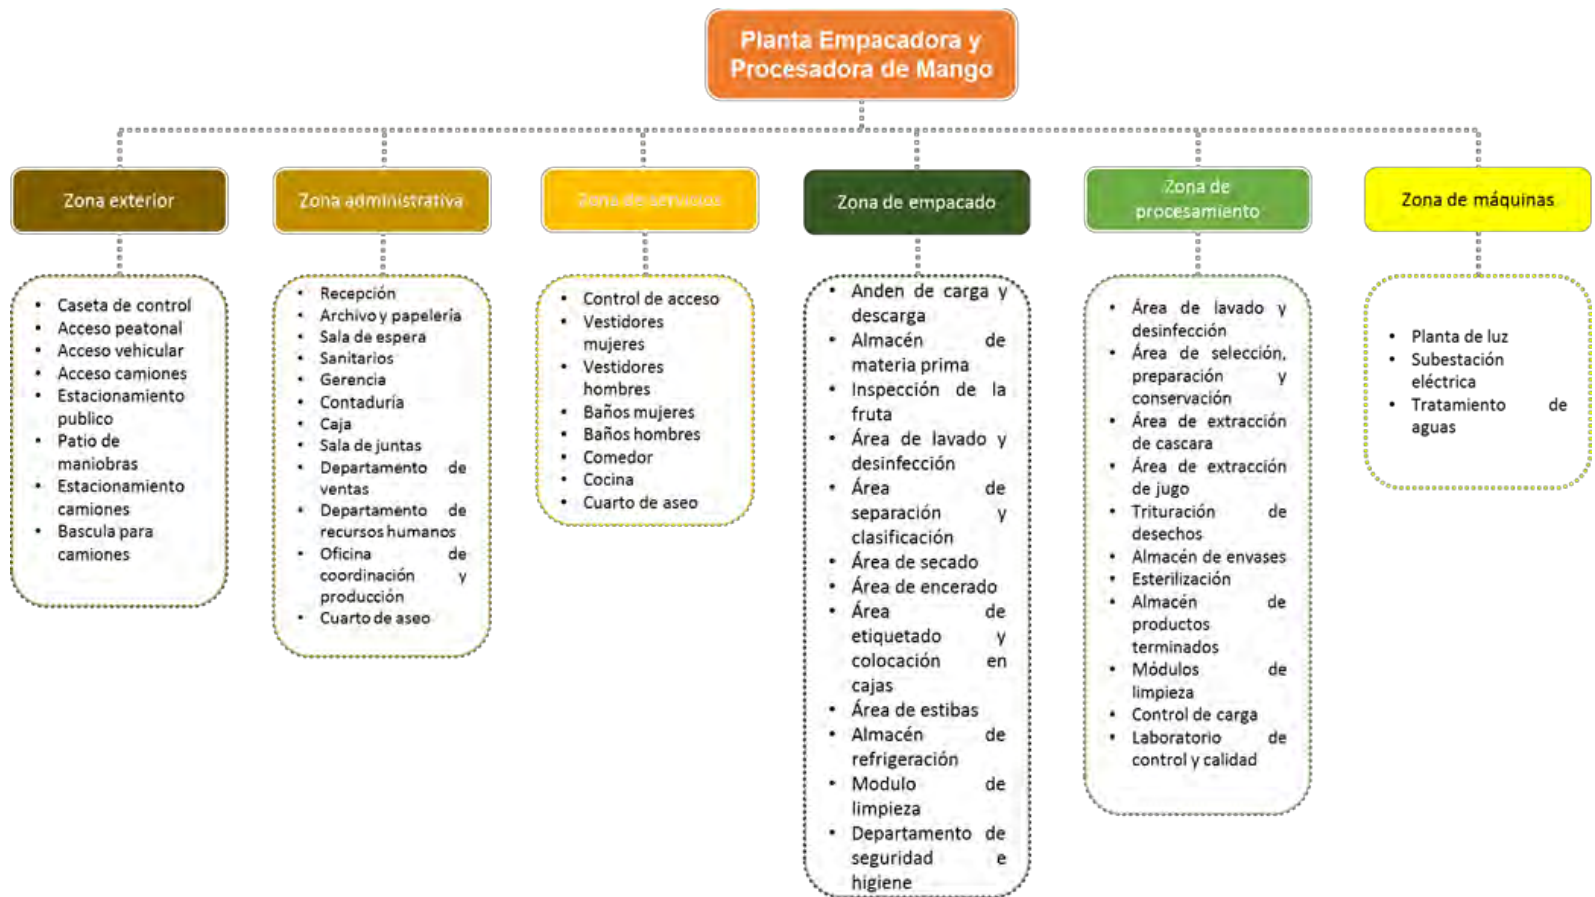 Planta Empacadora y
Procesadora de Mango
Zona exterior
Zona administrativa
Zona de servicios
Zona de empacado
Zona de
procesamiento
Zona de máquinas
• Caseta de control
• Acceso peatonal
• Acceso vehicular
• Acceso camiones
• Estacionamiento
publico
• Patio de
maniobras
• Estacionamiento
camiones
• Bascula para
camiones
• Recepción
• Archivo y papelería
• Sala de espera
• Sanitarios
• Gerencia
• Contaduría
• Caja
• Sala de juntas
• Departamento de
ventas
• Departamento de
recursos humanos
• Oficina de
coordinación y
producción
• Cuarto de aseo
• Control de acceso
• Vestidores
mujeres
• Vestidores
hombres
• Baños mujeres
• Baños hombres
• Comedor
• Cocina
• Cuarto de aseo
• Anden de carga y
descarga
• Almacén de
materia prima
• Inspección de la
fruta
• Área de lavado y
desinfección
• Área de
separación y
clasificación
• Área de secado
• Área de encerado
• Área de
etiquetado y
colocación en
cajas
• Área de estibas
• Almacén de
refrigeración
• Modulo de
limpieza
• Departamento de
seguridad e
higiene
• Área de lavado y
desinfección
• Área de selección,
preparación y
conservación
• Área de extracción
de cascara
• Área de extracción
de jugo
• Trituración de
desechos
• Almacén de envases
• Esterilización
• Almacén de
productos
terminados
• Módulos de
limpieza
• Control de carga
• Laboratorio de
control y calidad
• Planta de luz
• Subestación
eléctrica
• Tratamiento de
aguas